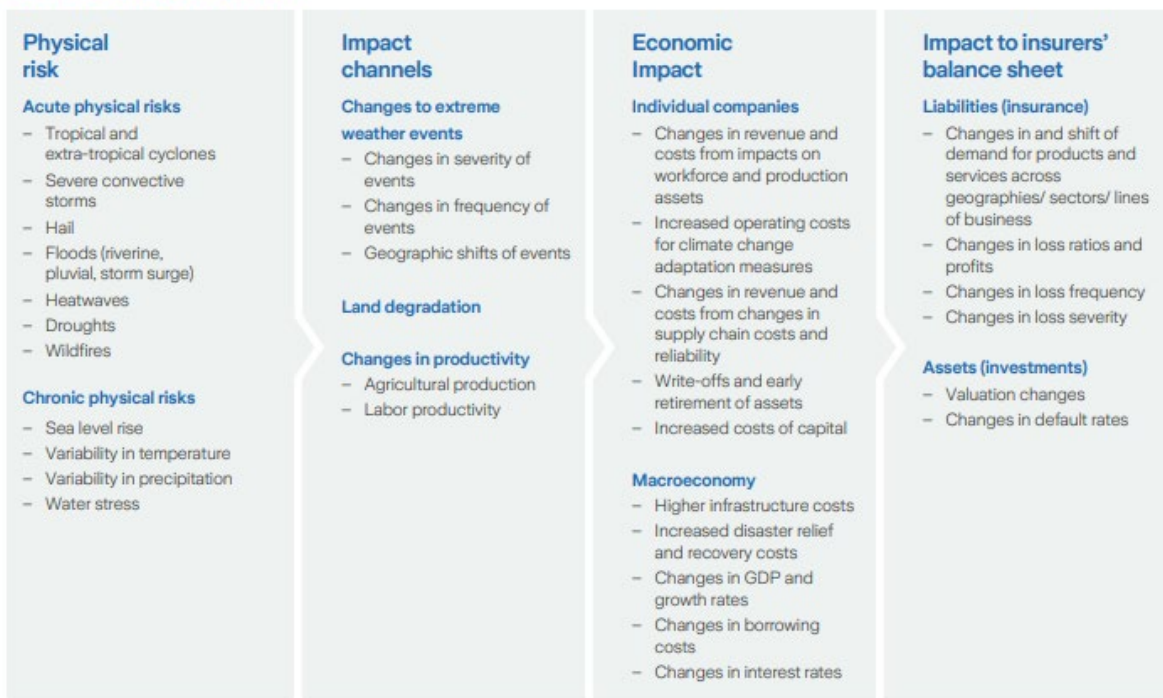 Physical
risk
Acute physical risks
– Tropical and
extra-tropical cyclones
– Severe convective
storms
– Hail
– Floods (riverine,
pluvial, storm surge)
– Heatwaves
– Droughts
– Wildfires
Chronic physical risks
– Sea level rise
– Variability in temperature
– Variability in precipitation
– Water stress
Impact
channels
Changes to extreme
weather events
– Changes in severity of
events
– Changes in frequency of
events
– Geographic shifts of events
Land degradation
Changes in productivity
– Agricultural production
– Labor productivity
Economic
Impact
Individual companies
– Changes in revenue and
costs from impacts on
workforce and production
assets
– Increased operating costs
for climate change
adaptation measures
– Changes in revenue and
costs from changes in
supply chain costs and
reliability
– Write-offs and early
retirement of assets
– Increased costs of capital
Macroeconomy
– Higher infrastructure costs
– Increased disaster relief
and recovery costs
– Changes in GDP and
growth rates
– Changes in borrowing
costs
– Changes in interest rates
Impact to insurers’
balance sheet
Liabilities (insurance)
– Changes in and shift of
demand for products and
services across
geographies/ sectors/ lines
of business
– Changes in loss ratios and
profits
– Changes in loss frequency
– Changes in loss severity
Assets (investments)
– Valuation changes
– Changes in default rates